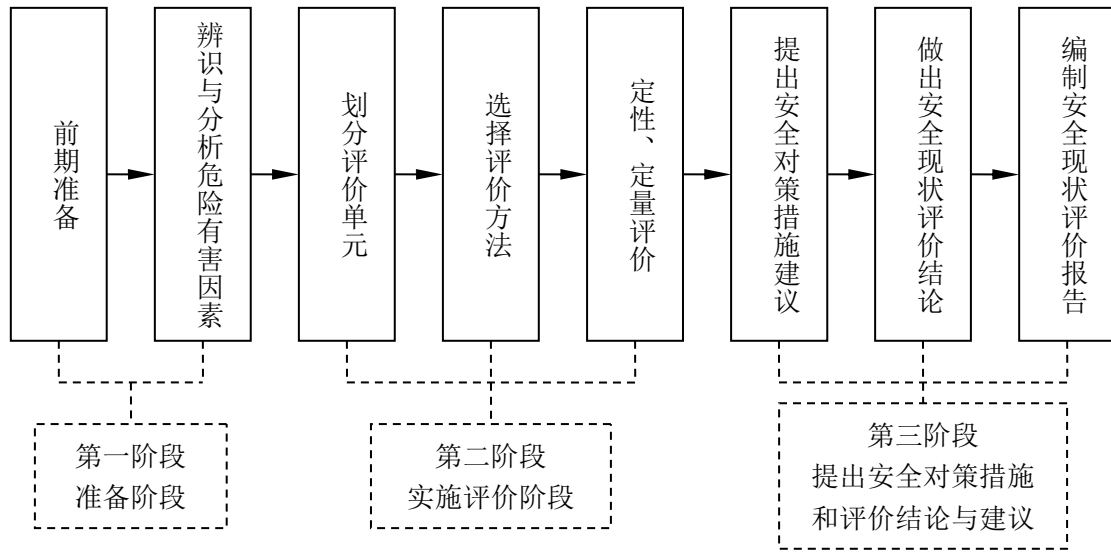 前期准备
辨识与分析危险有害因素
划分评价单元
选择评价方法
定性、定量评价
提出安全对策措施建议
做出安全现状评价结论
编制安全现状评价报告
第一阶段
准备阶段
第二阶段
实施评价阶段
第三阶段
提出安全对策措施
和评价结论与建议